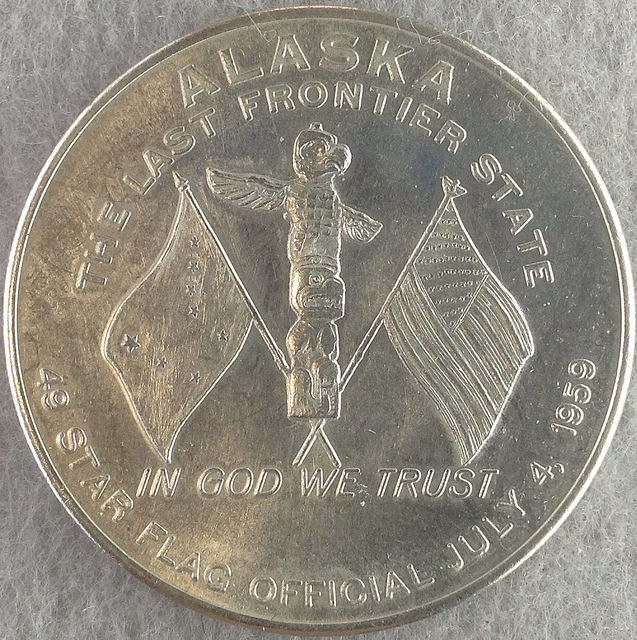 ALASKA
THE LAST FRONTIER STATE
IN GOD WE TRUST
49 STAR FLAG OFFICIAL JULY 4, 1959